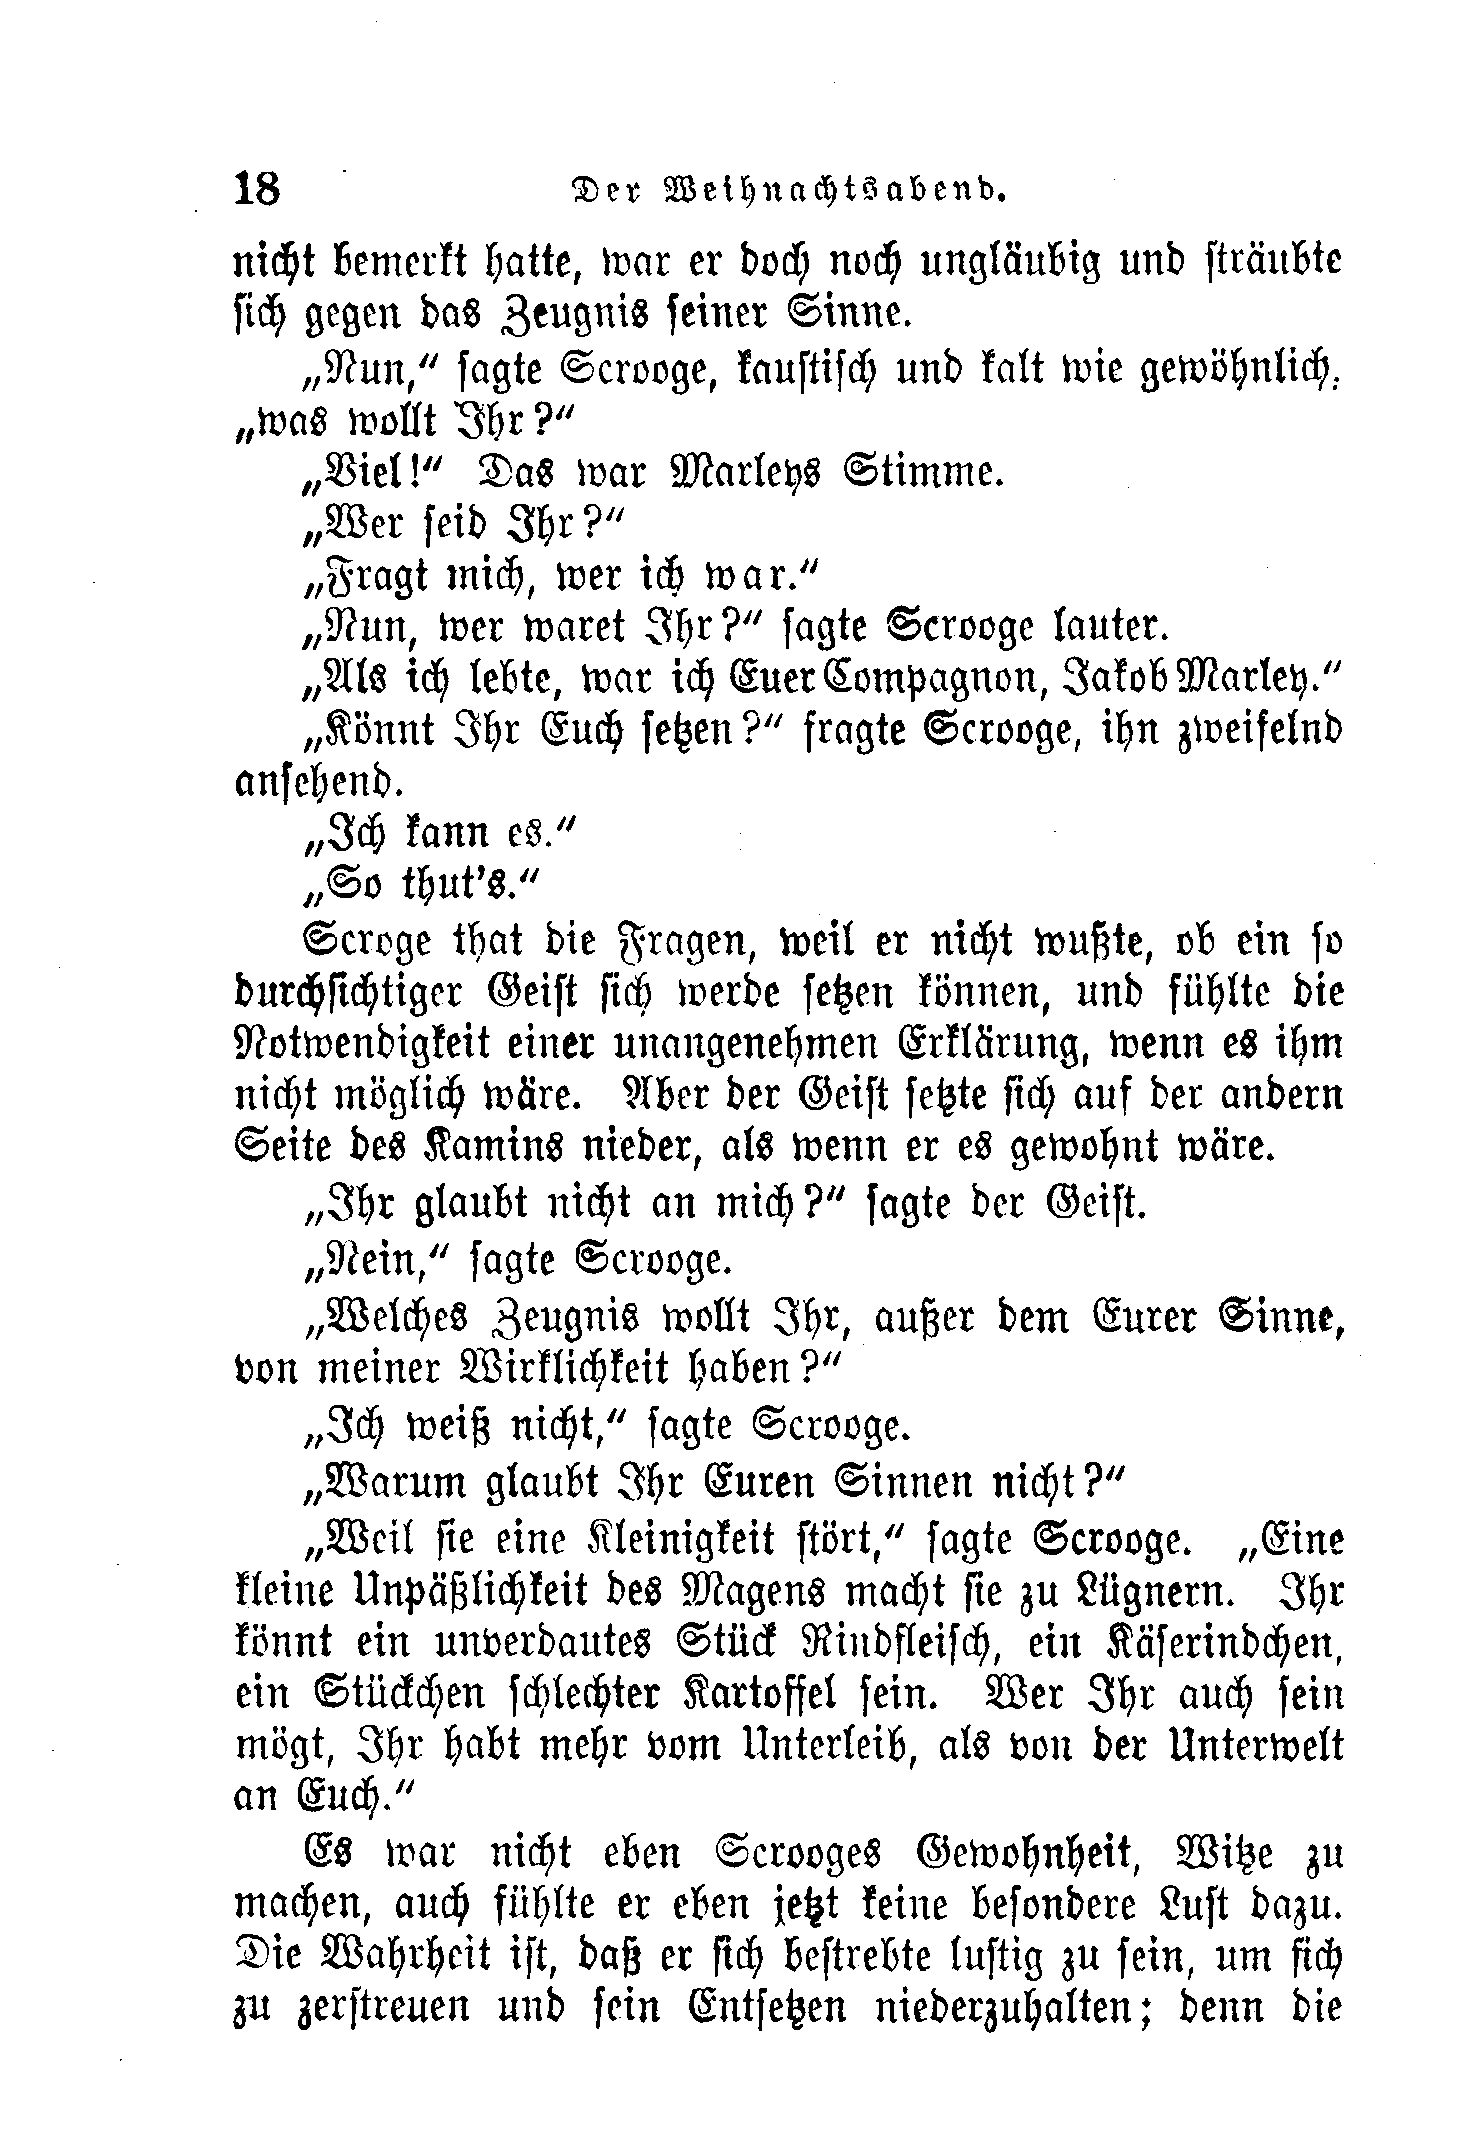 18 Der Weihnachtsabend.
nicht bemerkt hatte, war er doch noch ungläubig und sträubte
sich gegen das Zeugnis seiner Sinne.
„Nun,“ sagte Scrooge, kaustisch und kalt wie gewöhnlich,
„was wollt Ihr?“
„Viel!“ Das war Marleys Stimme.
„Wer seid Ihr?“
„Fragt mich, wer ich war.“
„Nun, wer waret Ihr?“ sagte Scrooge lauter.
„Als ich lebte, war ich Euer Compagnon, Jakob Marley.“
„Könnt Ihr Euch setzen?“ fragte Scrooge, ihn zweifelnd
ansehend.
„Ich kann es.“
„So thut's.“
Scroge that die Fragen, weil er nicht wußte, ob ein so
durchsichtiger Geist sich werde setzen können, und fühlte die
Notwendigkeit einer unangenehmen Erklärung, wenn es ihm
nicht möglich wäre. Aber der Geist setzte sich auf der andern
Seite des Kamins nieder, als wenn er es gewohnt wäre.
„Ihr glaubt nicht an mich?“ sagte der Geist.
„Nein,“ sagte Scrooge.
„Welches Zeugnis wollt Ihr, außer dem Eurer Sinne,
von meiner Wirklichkeit haben?“
„Ich weiß nicht,“ sagte Scrooge.
„Warum glaubt Ihr Euren Sinnen nicht?“
„Weil sie eine Kleinigkeit stört,“ sagte Scrooge. „Eine
kleine Unpäßlichkeit des Magens macht sie zu Lügnern. Ihr
könnt ein unverdautes Stück Rindfleisch, ein Käserindchen,
ein Stückchen schlechter Kartoffel sein. Wer Ihr auch sein
mögt, Ihr habt mehr vom Unterleib, als von der Unterwelt
an Euch.“
Es war nicht eben Scrooges Gewohnheit, Witze zu
machen, auch fühlte er eben jetzt keine besondere Lust dazu.
Die Wahrheit ist, daß er sich bestrebte lustig zu sein, um sich
zu zerstreuen und sein Entsetzen niederzuhalten; denn die